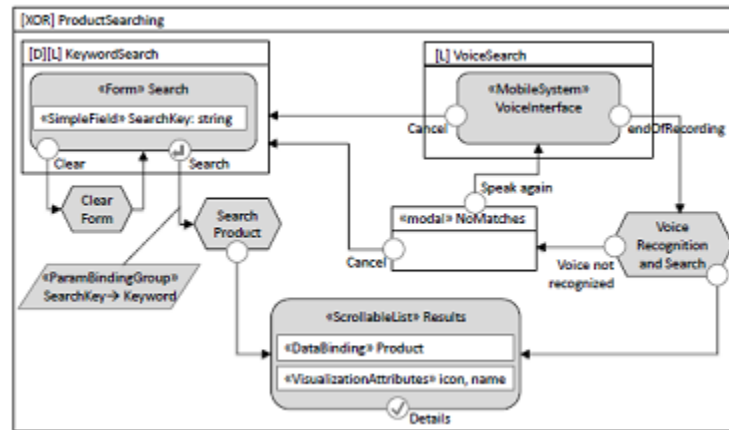 [XOR] ProductSearching
[D][L] KeywordSearch
«Form» Search
«SimpleField» SearchKey: string
Clear
Search
Clear
Form
Search
Product
«ParamBindingGroup»
SearchKey→ Keyword
[L] VoiceSearch
«MobileSystem»
VoiceInterface
Cancel
endOfRecording
Speak again
«modal» NoMatches
Cancel
Voice not
recognized
Voice
Recognition
and Search
«ScrollableList» Results
«DataBinding» Product
«VisualizationAttributes» icon, name
Details